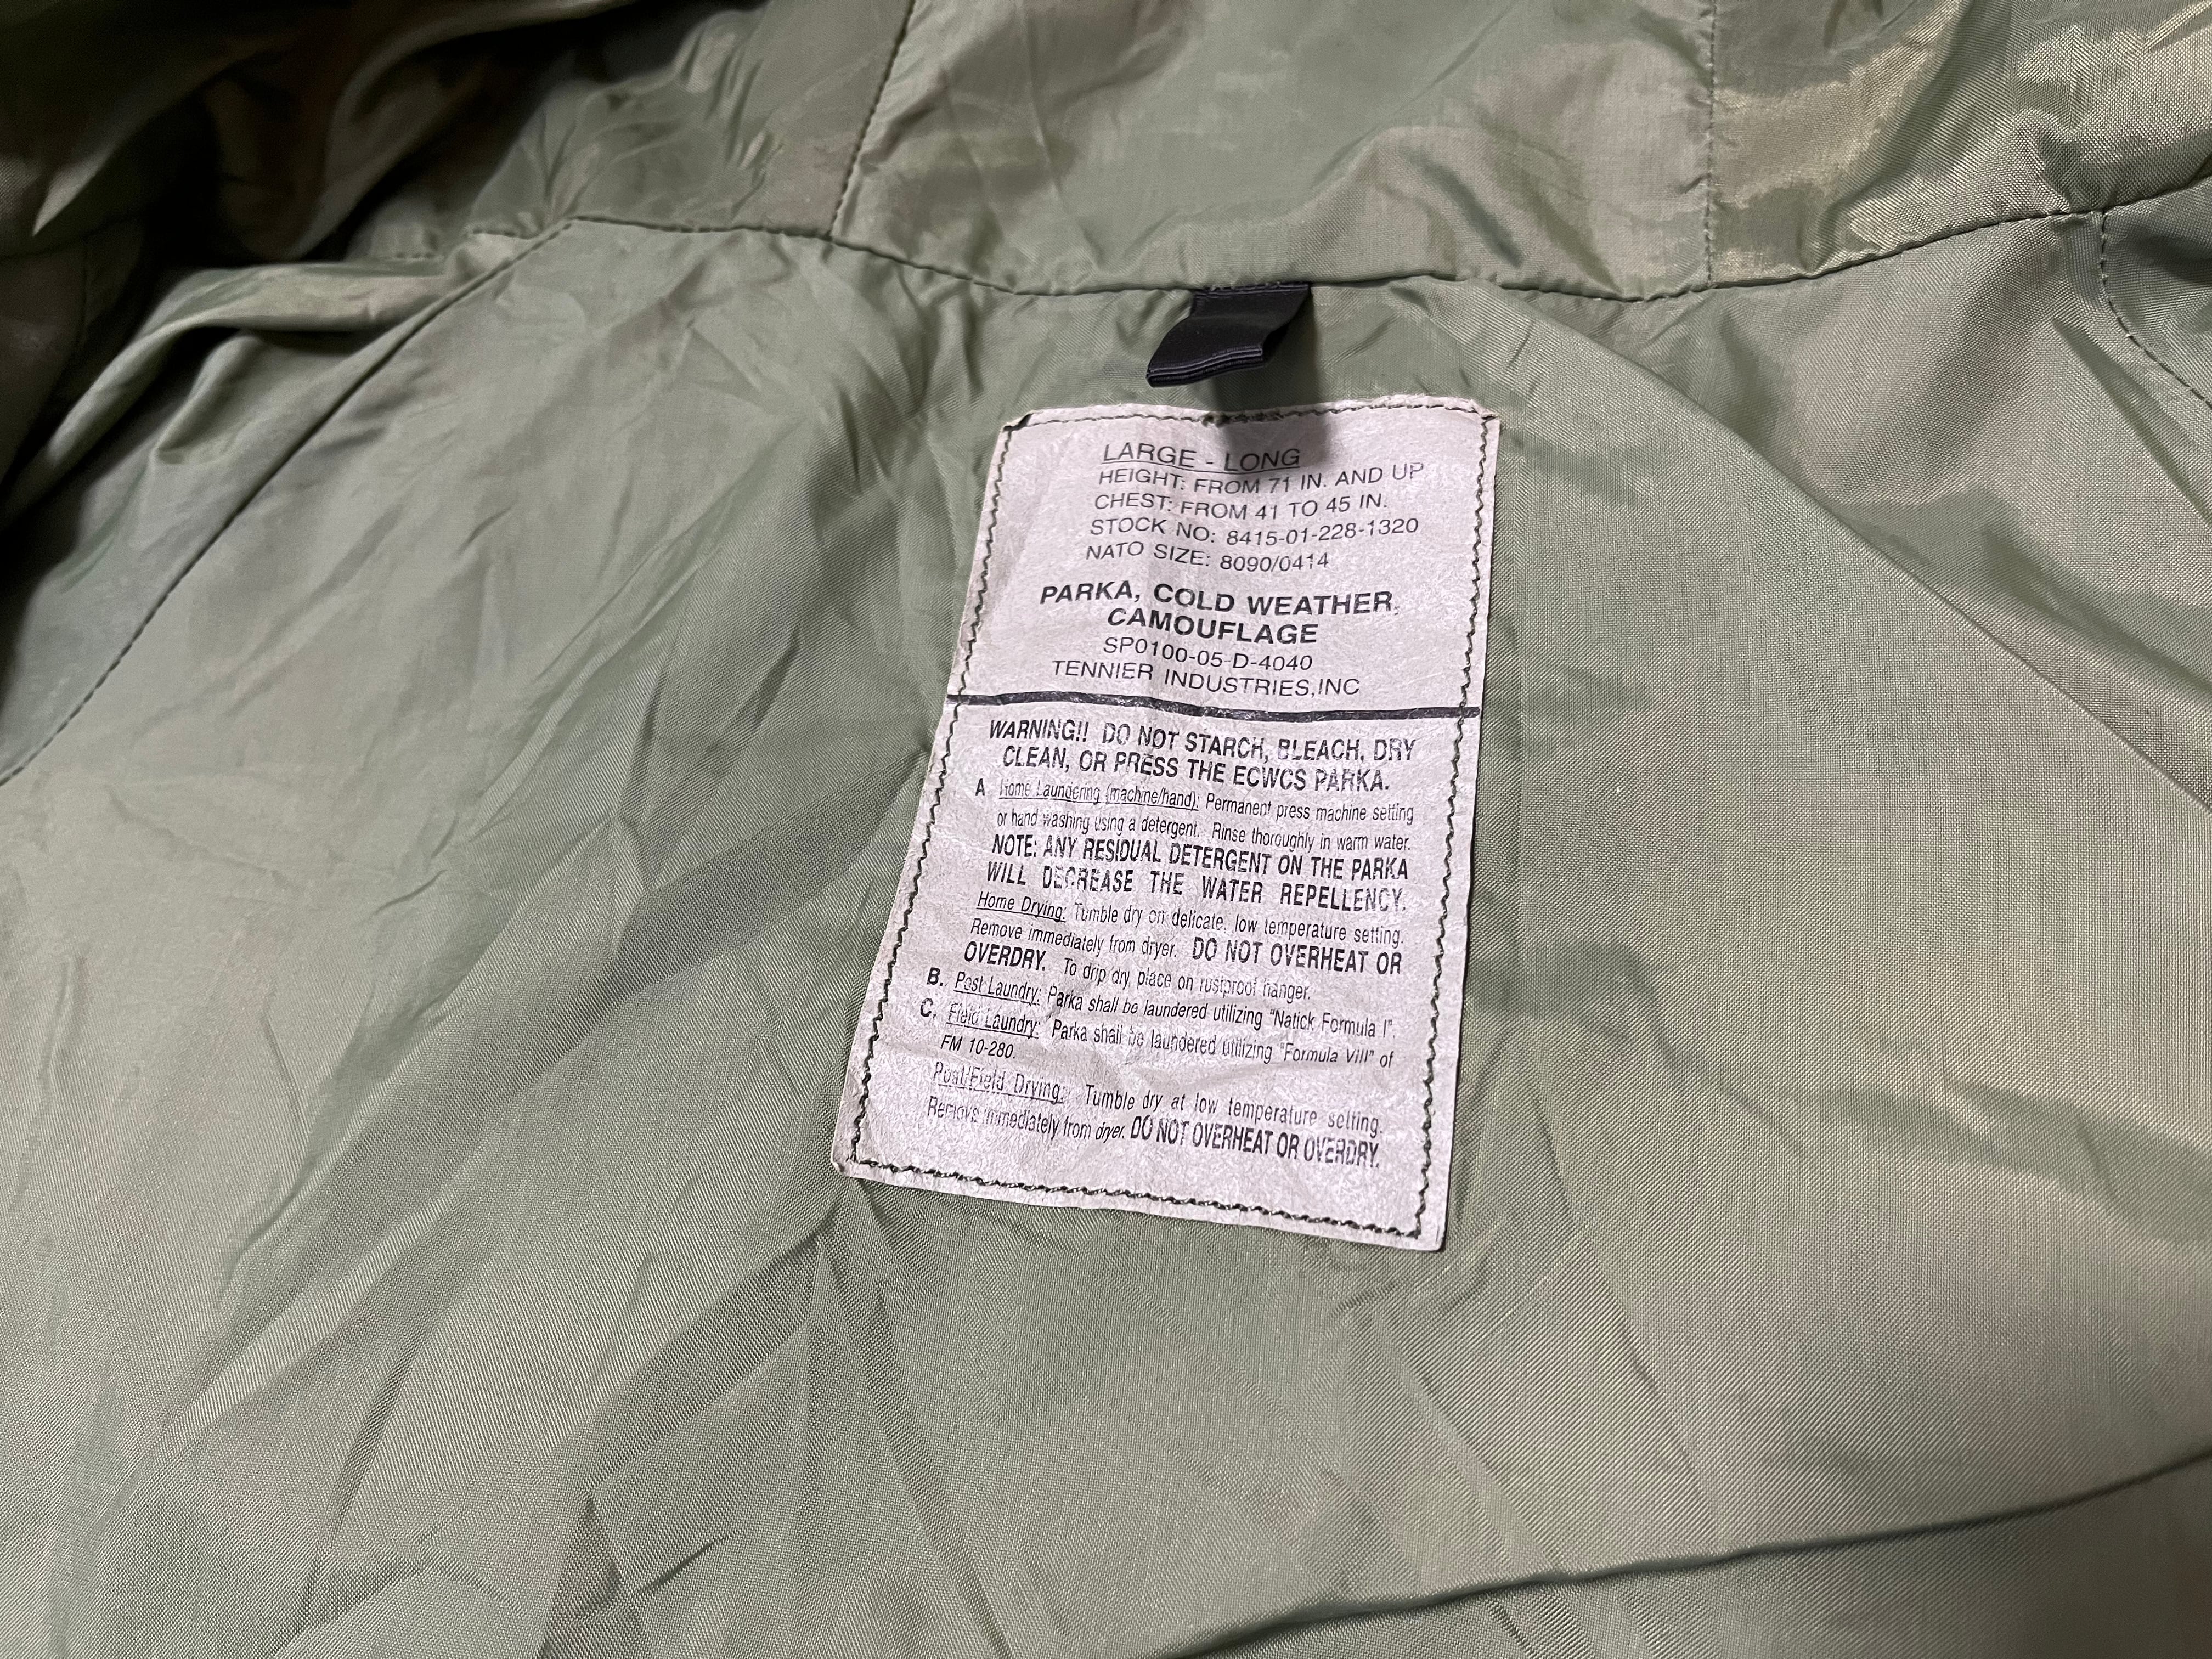 LARGE - LONG
HEIGHT: FROM 71 IN. AND UP
CHEST: FROM 41 TO 45 IN.
STOCK NO: 8415-01-228-1320
NATO SIZE: 8090/0414
PARKA, COLD WEATHER,
CAMOUFLAGE
SP0100-05-D-4040
TENNIER INDUSTRIES,INC
WARNING!! DO NOT STARCH, BLEACH, DRY
CLEAN, OR PRESS THE ECWCS PARKA.
A Home Laundering (machine/hand): Permanent press machine setting
or hand washing using a detergent. Rinse thoroughly in warm water.
NOTE: ANY RESIDUAL DETERGENT ON THE PARKA
WILL DECREASE THE WATER REPELLENCY.
Home Drying: Tumble dry on delicate, low temperature setting.
Remove immediately from dryer. DO NOT OVERHEAT OR
OVERDRY. To drip dry, place on rustproof hanger.
B. Post Laundry: Parka shall be laundered utilizing "Natick Formula I".
C. Field Laundry: Parka shall be laundered utilizing "Formula VIII" of
FM 10-280.
Post/Field Drying: Tumble dry at low temperature setting.
Remove immediately from dryer. DO NOT OVERHEAT OR OVERDRY.